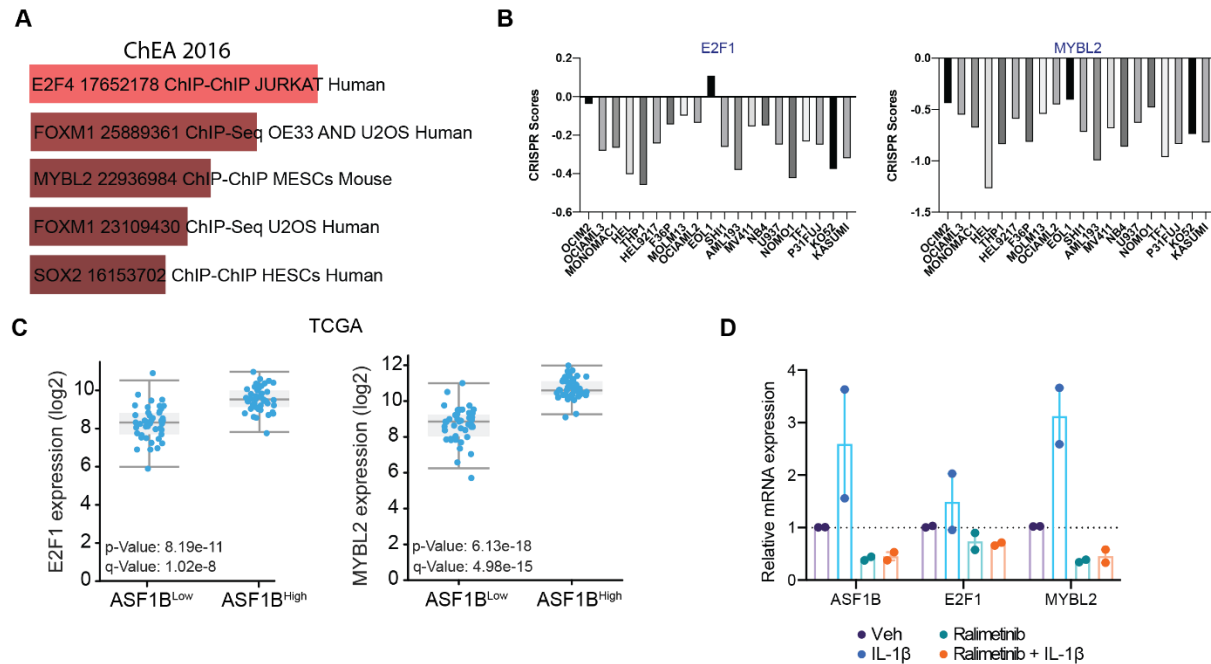 A
ChEA 2016
E2F4 17652178 ChIP-ChIP JURKAT Human
FOXM1 25889361 ChIP-Seq OE33 AND U2OS Human
MYBL2 22936984 ChIP-ChIP MESCs Mouse
FOXM1 23109430 ChIP-Seq U2OS Human
SOX2 16153702 ChIP-ChIP HESCs Human
B
E2F1
CRISPR Scores
0.2
0.0
-0.2
-0.4
-0.6
OCIM2
OCIAML3
MONOMAC1
HEL
THP1
HEL9217
F36P
MOLM13
OCIAML2
EOL1
SHI1
AML193
MV411
NB4
U937
NOMO1
TF1
P31FUJ
KO52
KASUMI
MYBL2
CRISPR Scores
0.0
-0.5
-1.0
-1.5
OCIM2
OCIAML3
MONOMAC1
HEL
THP1
HEL9217
F36P
MOLM13
OCIAML2
EOL1
SHI1
AML193
MV411
NB4
U937
NOMO1
TF1
P31FUJ
KO52
KASUMI
C
TCGA
E2F1 expression (log2)
10
8
6
4
2
0
p-Value: 8.19e-11
q-Value: 1.02e-8
ASF1BLow
ASF1BHigh
MYBL2 expression (log2)
12
10
8
6
4
2
0
p-Value: 6.13e-18
q-Value: 4.98e-15
ASF1BLow
ASF1BHigh
D
Relative mRNA expression
4
3
2
1
0
ASF1B
E2F1
MYBL2
Veh
Ralimetinib
IL-1β
Ralimetinib + IL-1β